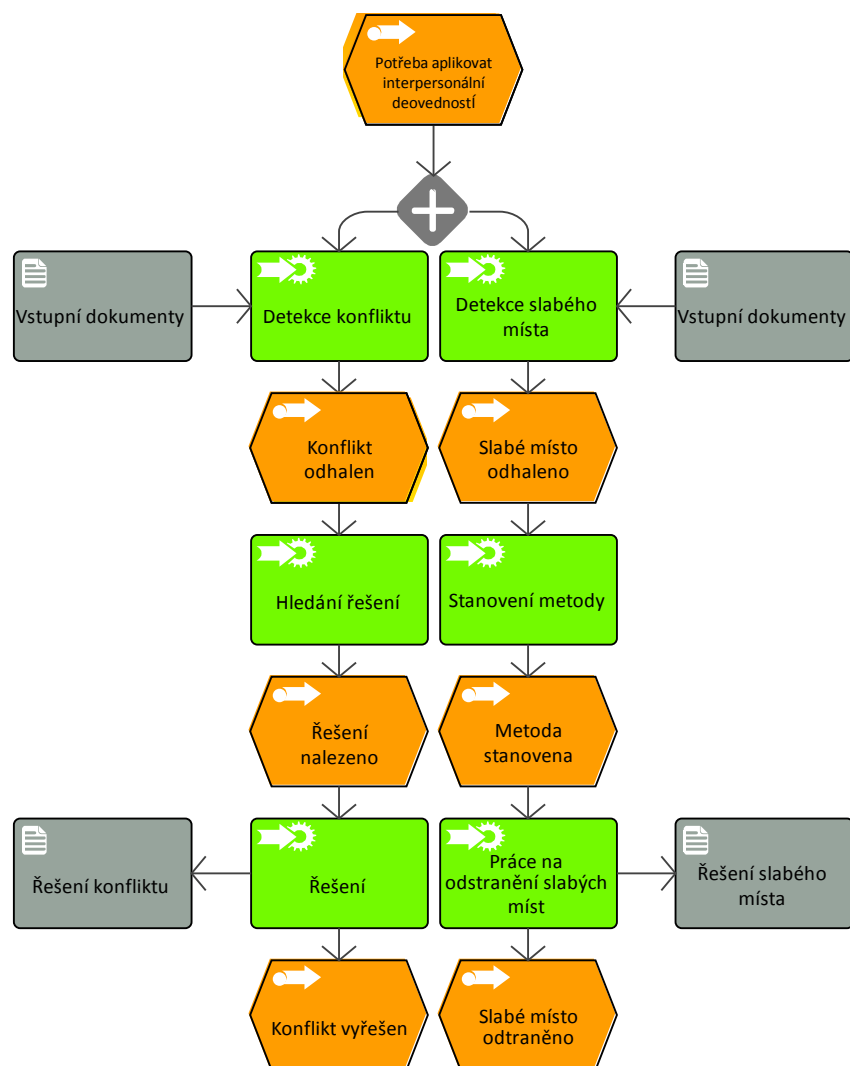 Potřeba aplikovat
interpersonální
deovedností
Vstupní dokumenty
Detekce konfliktu
Detekce slabého
místa
Vstupní dokumenty
Konflikt
odhalen
Slabé místo
odhaleno
Hledání řešení
Stanovení metody
Řešení
nalezeno
Metoda
stanovena
Řešení konfliktu
Řešení
Práce na
odstranění slabých
míst
Řešení slabého
místa
Konflikt vyřešen
Slabé místo
odtraněno